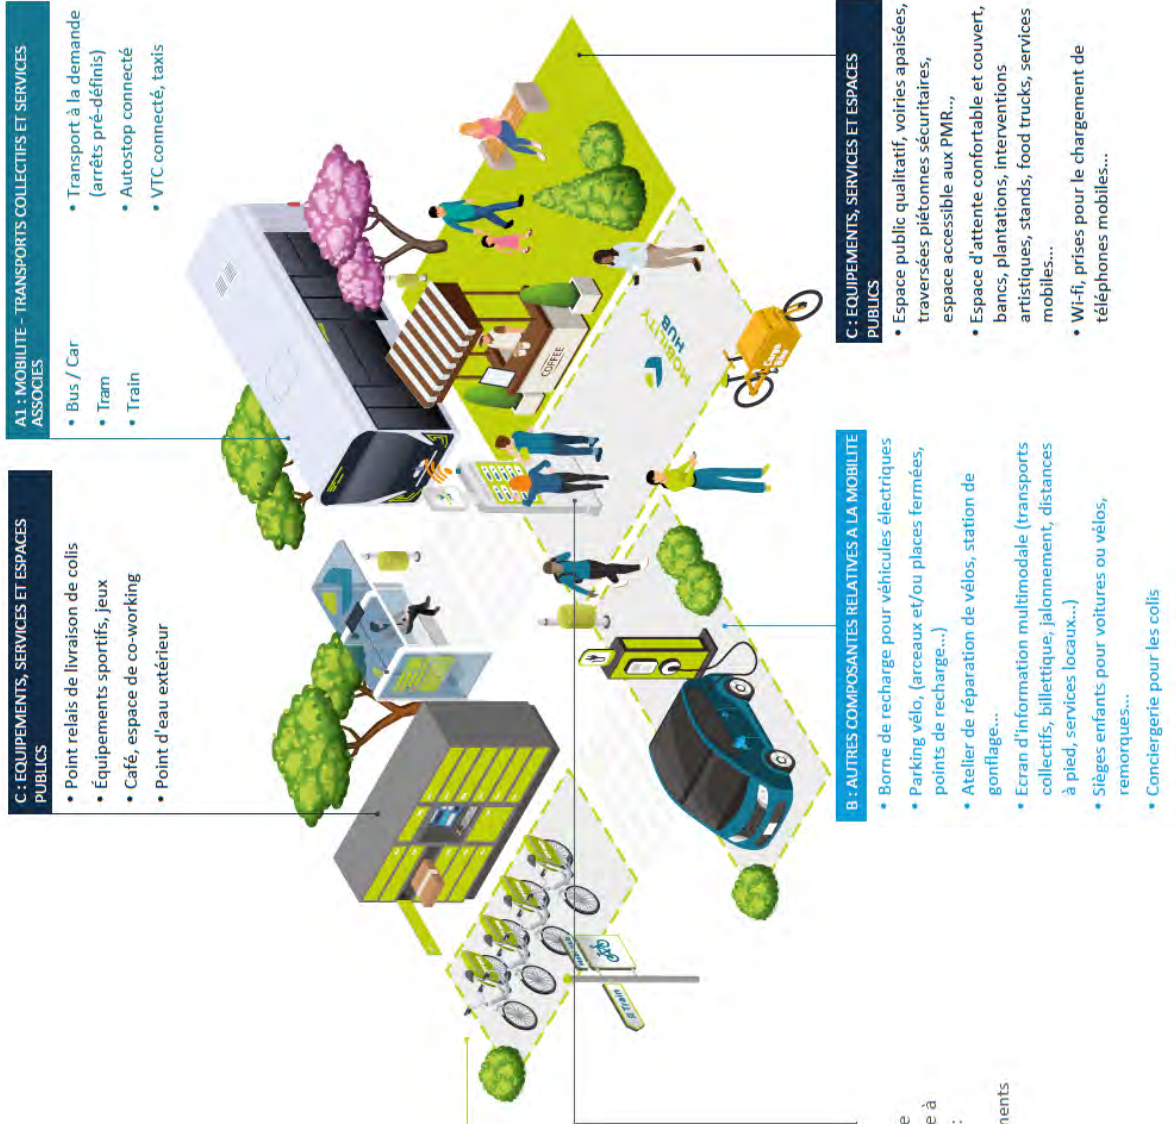 C : EQUIPEMENTS, SERVICES ET ESPACES
PUBLICS
• Point relais de livraison de colis
• Équipements sportifs, jeux
• Café, espace de co-working
• Point d'eau extérieur
A1 : MOBILITE - TRANSPORTS COLLECTIFS ET SERVICES
ASSOCIES
• Bus / Car
• Tram
• Train
• Transport à la demande
(arrêts pré-définis)
• Autostop connecté
• VTC connecté, taxis
COFFEE
MOBILITY
HUB
Cargo
Bike
Train
B : AUTRES COMPOSANTES RELATIVES A LA MOBILITE
• Borne de recharge pour véhicules électriques
• Parking vélo, (arceaux et/ou places fermées,
points de recharge...)
• Atelier de réparation de vélos, station de
gonflage...
• Ecran d'information multimodale (transports
collectifs, billettique, jalonnement, distances
à pied, services locaux...)
• Sièges enfants pour voitures ou vélos,
remorques...
• Conciergerie pour les colis
C : EQUIPEMENTS, SERVICES ET ESPACES
PUBLICS
• Espace public qualitatif, voiries apaisées,
traversées piétonnes sécuritaires,
espace accessible aux PMR...,
• Espace d'attente confortable et couvert,
bancs, plantations, interventions
artistiques, stands, food trucks, services
mobiles...
• Wi-fi, prises pour le chargement de
téléphones mobiles...
e
e à
:
ments